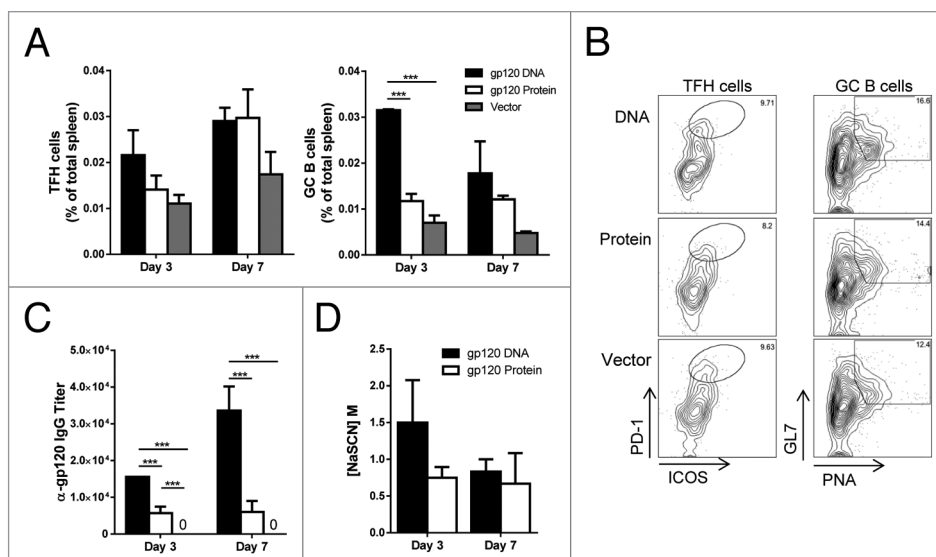 A
TFH cells
(% of total spleen)
0.04
0.03
0.02
0.01
0.00
Day 3
Day 7
GC B cells
(% of total spleen)
0.04
0.03
0.02
0.01
0.00
***
***
Day 3
Day 7
gp120 DNA
gp120 Protein
Vector
B
TFH cells
GC B cells
DNA
9.71
16.6
Protein
8.2
14.4
Vector
9.63
12.4
PD-1
ICOS
GL7
PNA
C
α-gp120 IgG Titer
5.0×10⁴
4.0×10⁴
3.0×10⁴
2.0×10⁴
1.0×10⁴
0
***
***
***
0
***
***
0
Day 3
Day 7
D
gp120 DNA
gp120 Protein
[NaSCN] M
2.5
2.0
1.5
1.0
0.5
0.0
Day 3
Day 7